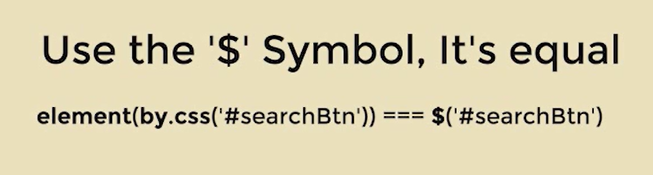 Use the '$' Symbol, It's equal
element(by.css('#searchBtn')) === $('#searchBtn')